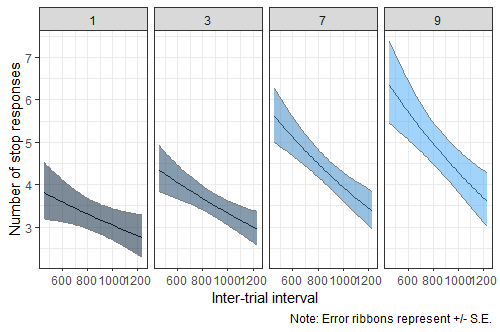 1 3 7 9
Number of stop responses
7
6
5
4
3
600 800 1000 1200 600 800 1000 1200 600 800 1000 1200 600 800 1000 1200
Inter-trial interval
Note: Error ribbons represent +/- S.E.